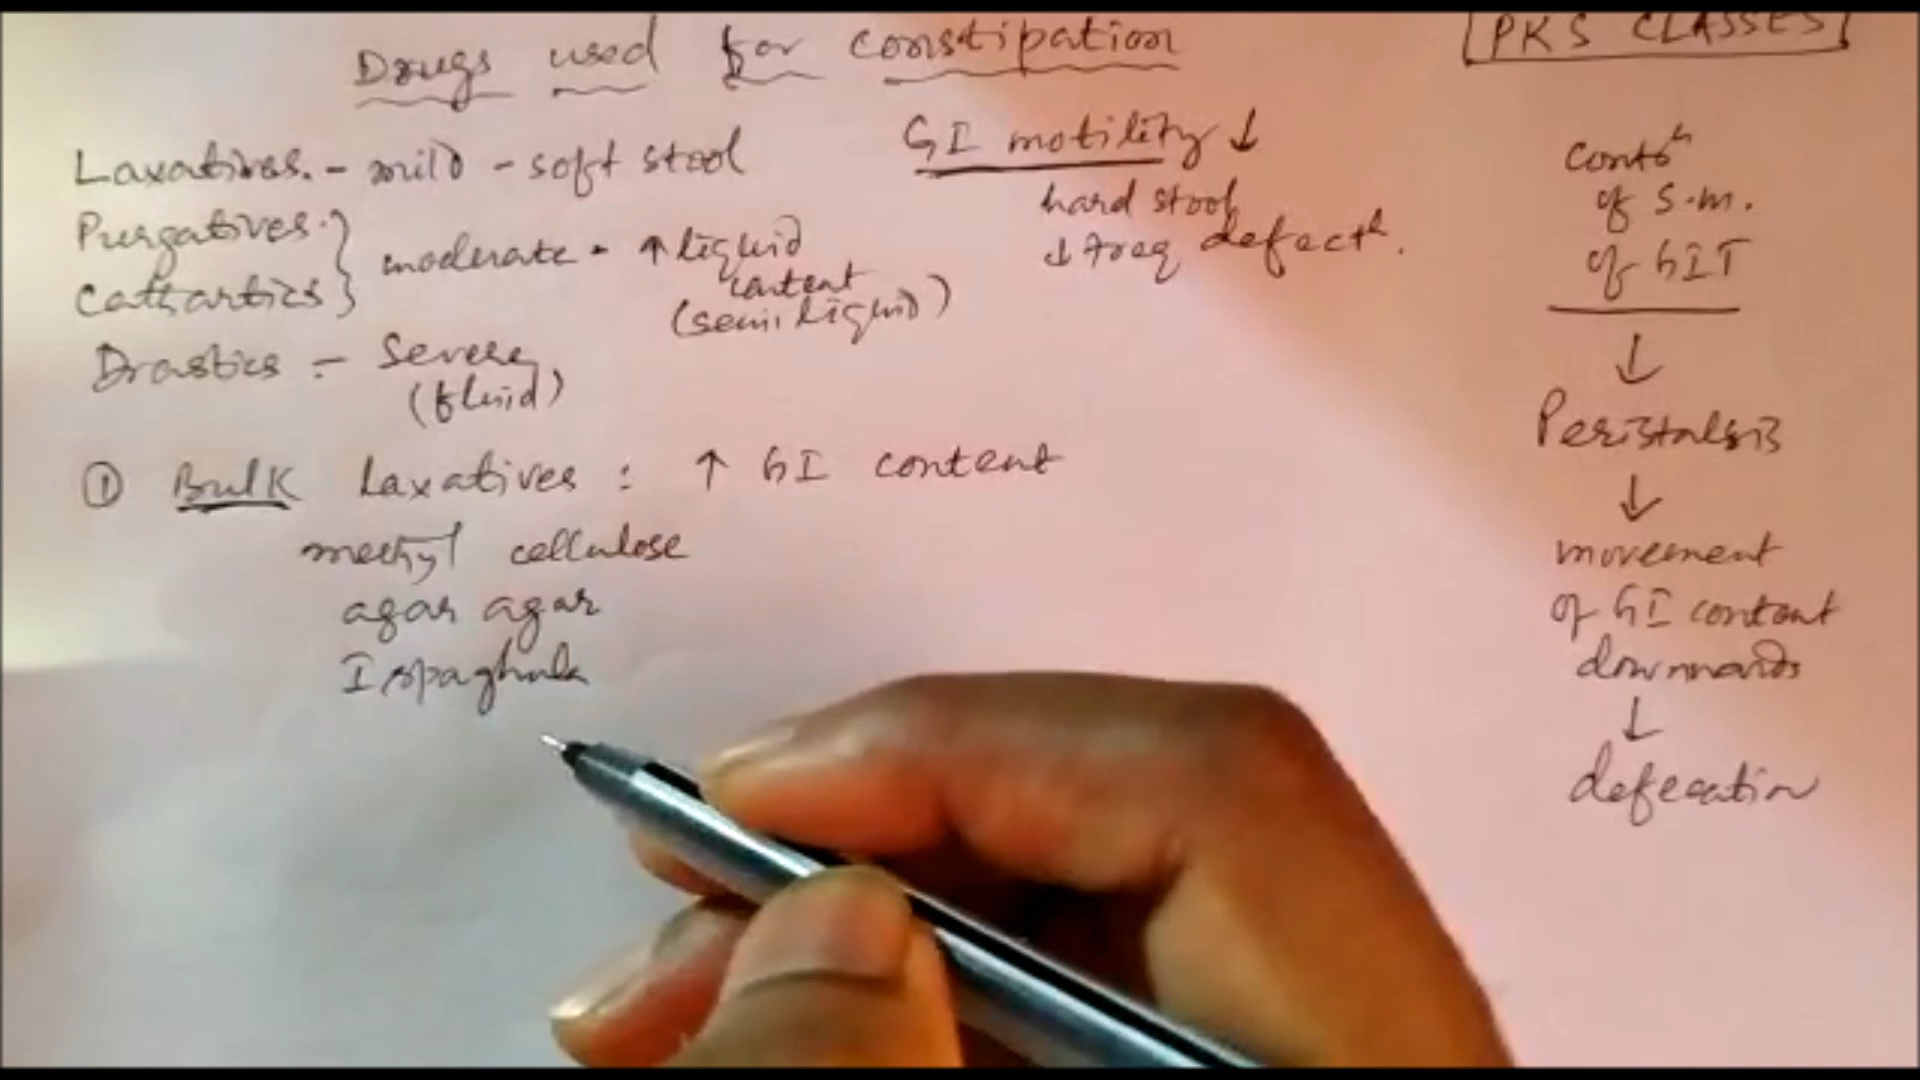 Drugs used for constipation
PKS CLASSES
Laxatives. - mild - soft stool
Purgatives.
Cathartics } moderate - ↑ liquid
content
(semi liquid)
Drastics :- Severe
(fluid)
GI motility ↓
hard stool
↓ freq defectⁿ.
① Bulk Laxatives : ↑ GI content
methyl cellulose
agar agar
Ispaghula
Contⁿ
of S.M.
of GIT
↓
Peristalsis
↓
movement
of GI content
downwards
↓
defecation